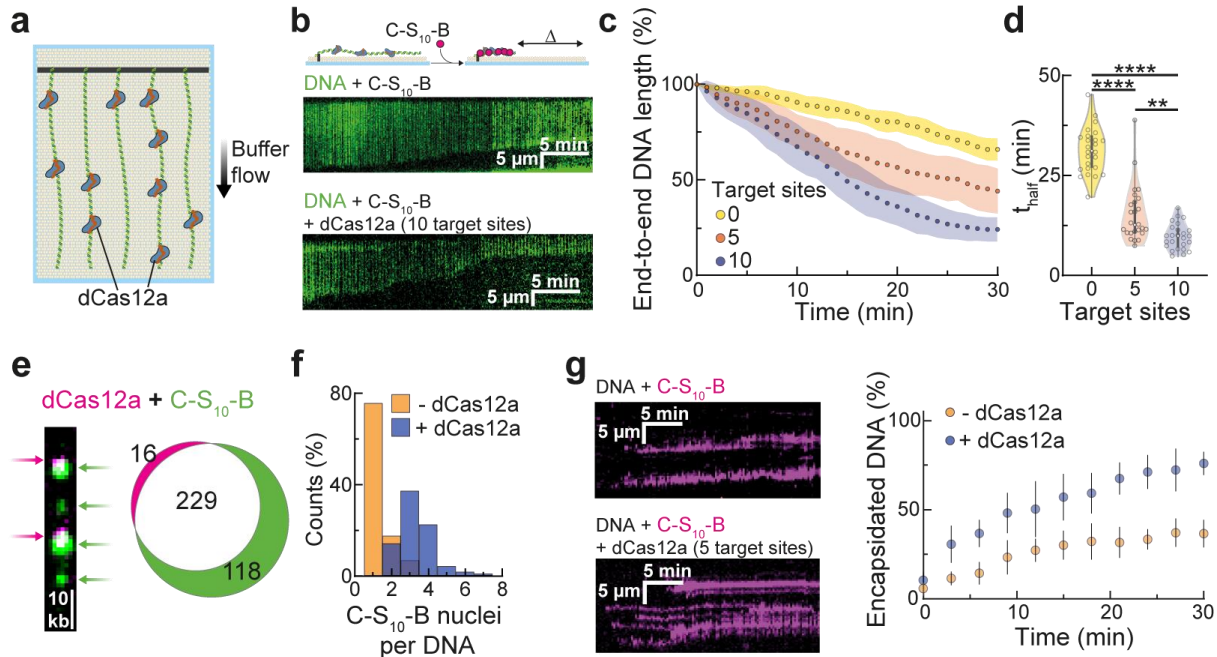 a
Buffer
flow
dCas12a
b
C-S10-B
Δ
DNA + C-S10-B
5 min
5 µm
DNA + C-S10-B
+ dCas12a (10 target sites)
5 min
5 µm
c
End-to-end DNA length (%)
100
50
0
Target sites
0
5
10
0
10
20
30
Time (min)
d
****
****
**
thalf (min)
50
25
0
0
5
10
Target sites
e
dCas12a + C-S10-B
10
kb
16
229
118
f
Counts (%)
80
40
0
- dCas12a
+ dCas12a
0
2
4
6
8
C-S10-B nuclei
per DNA
g
DNA + C-S10-B
5 min
5 µm
DNA + C-S10-B
+ dCas12a (5 target sites)
5 min
5 µm
Encapsidated DNA (%)
100
50
0
- dCas12a
+ dCas12a
0
10
20
30
Time (min)